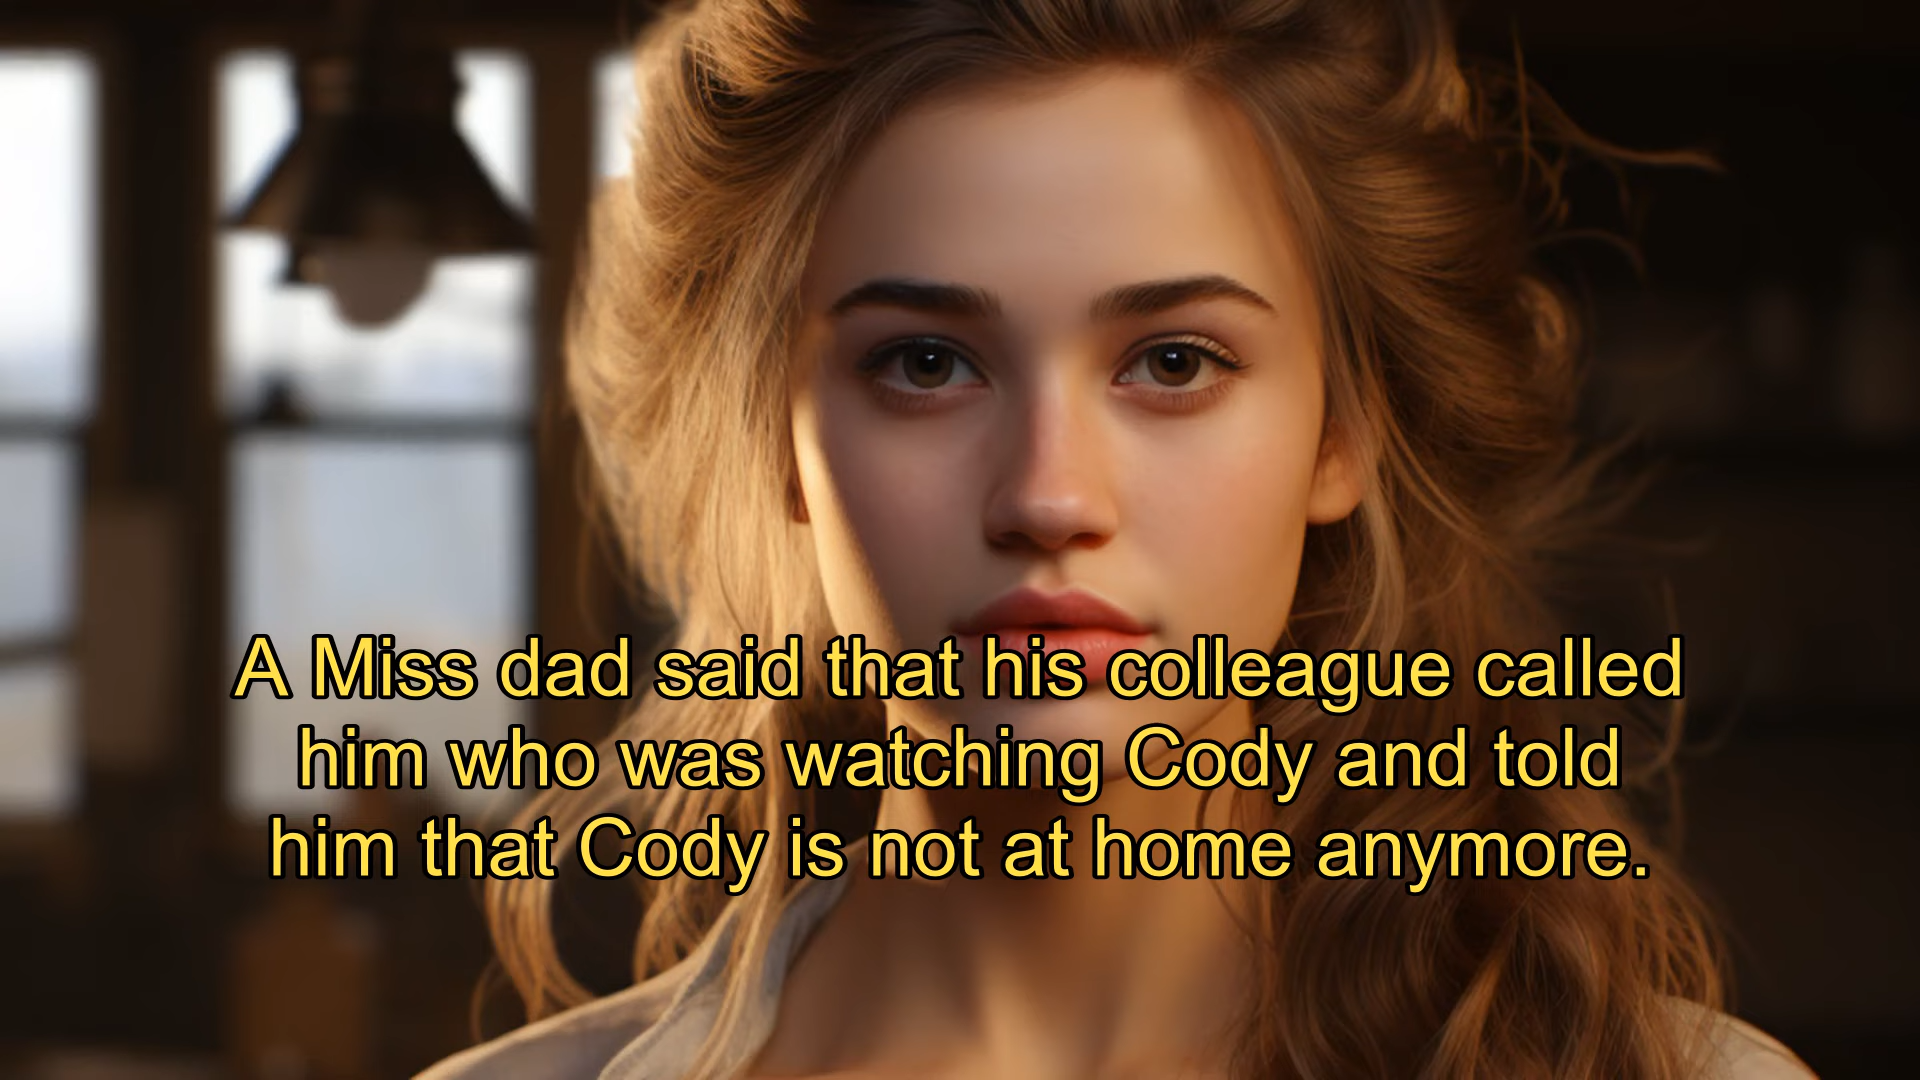 A Miss dad said that his colleague called
him who was watching Cody and told
him that Cody is not at home anymore.